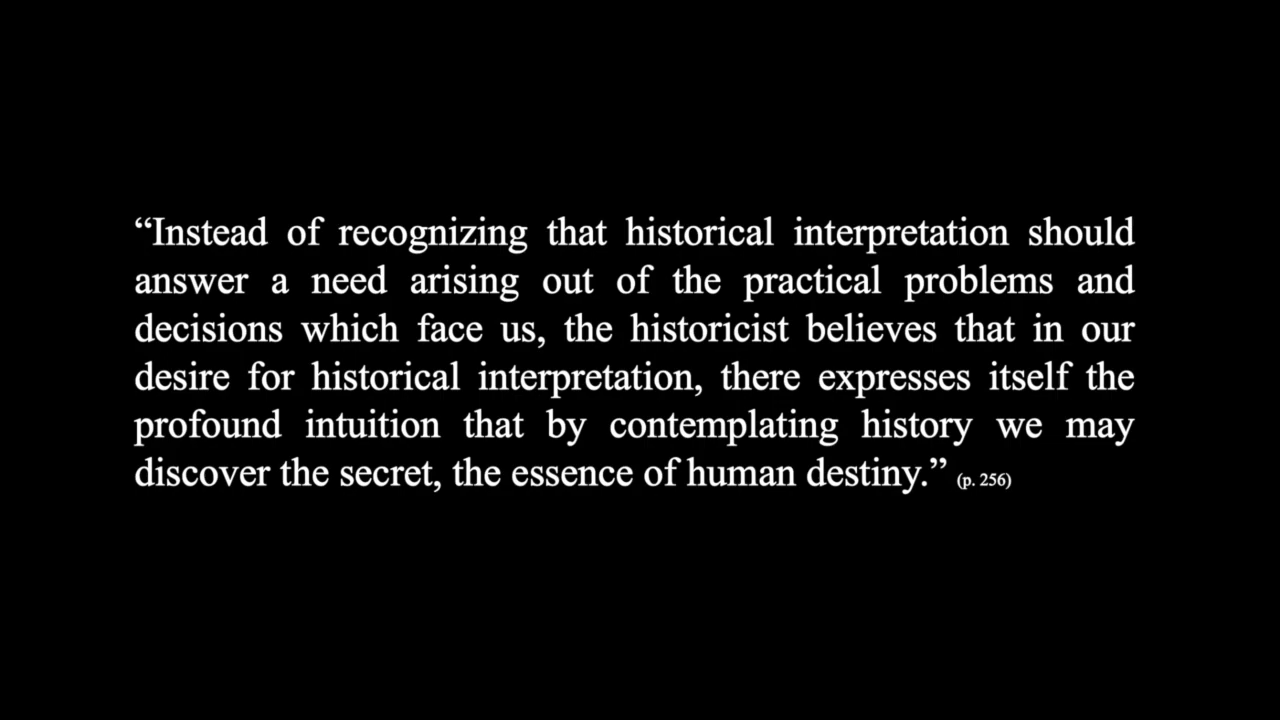 “Instead of recognizing that historical interpretation should
answer a need arising out of the practical problems and
decisions which face us, the historicist believes that in our
desire for historical interpretation, there expresses itself the
profound intuition that by contemplating history we may
discover the secret, the essence of human destiny.” (p. 256)